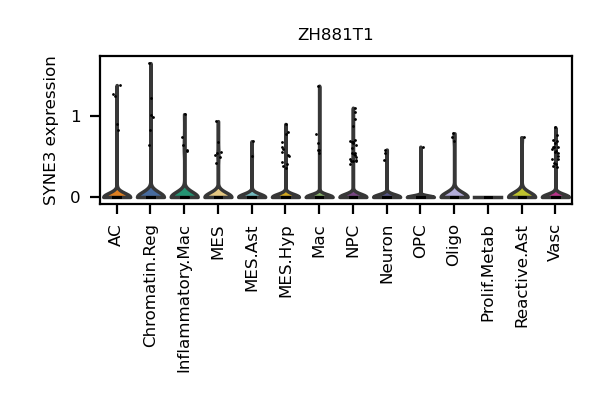 ZH881T1
SYNE3 expression
1
0
AC
Chromatin.Reg
Inflammatory.Mac
MES
MES.Ast
MES.Hyp
Mac
NPC
Neuron
OPC
Oligo
Prolif.Metab
Reactive.Ast
Vasc